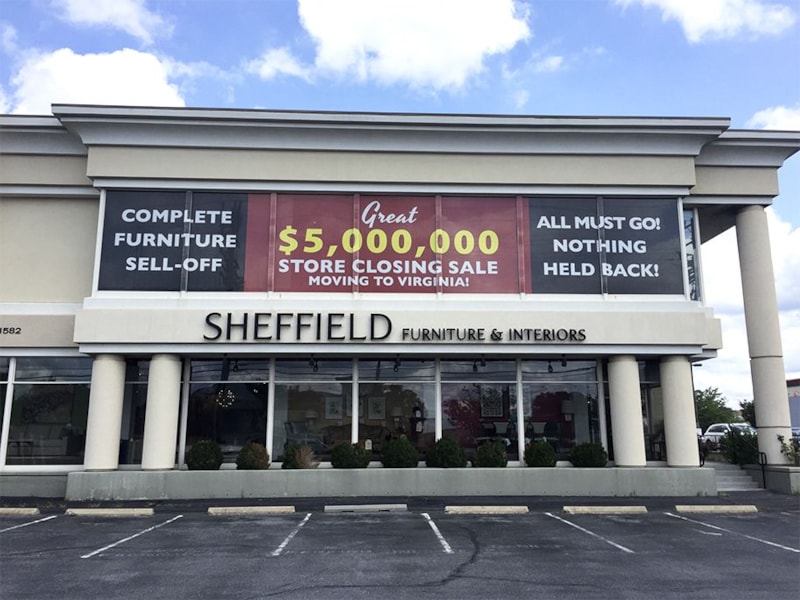 COMPLETE
FURNITURE
SELL-OFF
Great
$5,000,000
STORE CLOSING SALE
MOVING TO VIRGINIA!
ALL MUST GO!
NOTHING
HELD BACK!
1582
SHEFFIELD FURNITURE & INTERIORS